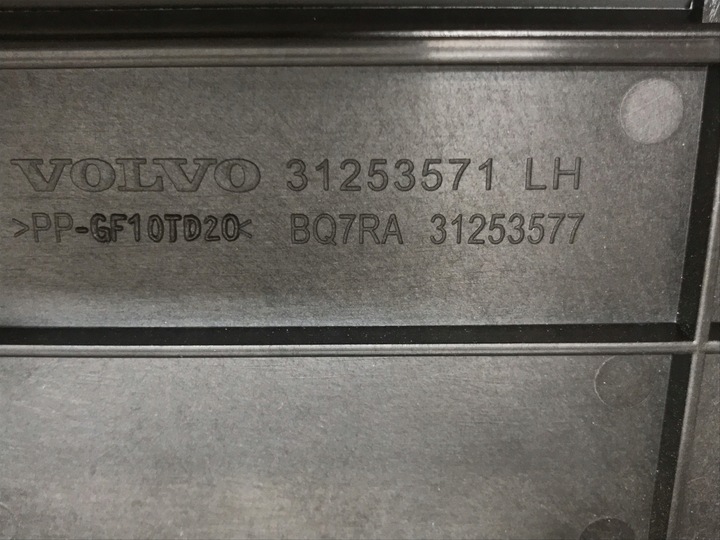 VOLVO 31253571 LH
>PP-GF10TD20< BQ7RA 31253577